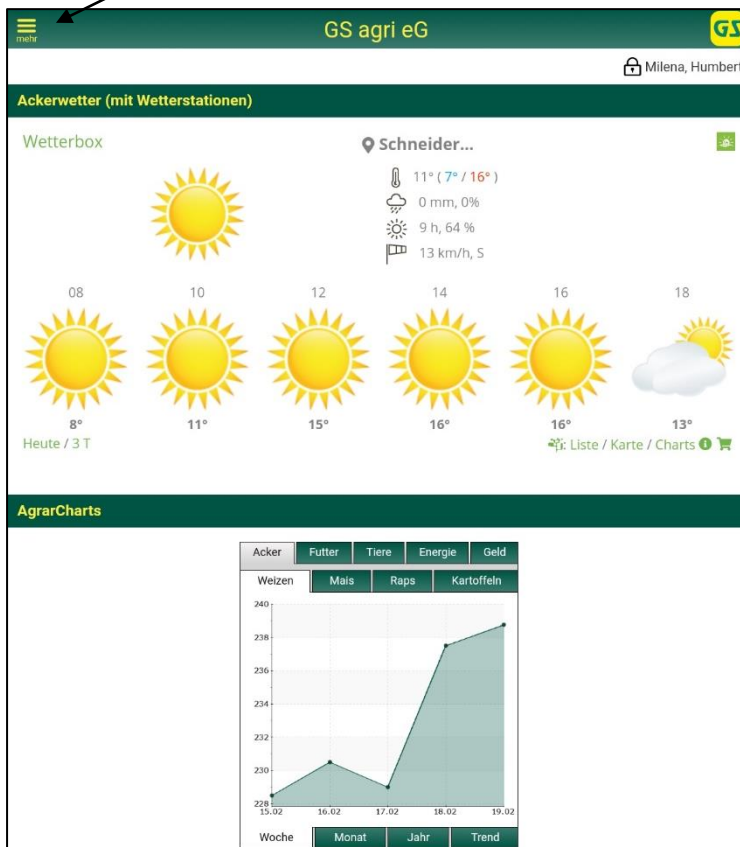 mehr
GS agri eG
GS
Milena, Humbert
Ackerwetter (mit Wetterstationen)
Wetterbox
Schneider...
11° ( 7° / 16° )
0 mm, 0%
9 h, 64 %
13 km/h, S
08 10 12 14 16 18
8° 11° 15° 16° 16° 13°
Heute / 3 T
: Liste / Karte / Charts
AgrarCharts
Acker Futter Tiere Energie Geld
Weizen Mais Raps Kartoffeln
240
238
236
234
232
230
228
15.02 16.02 17.02 18.02 19.02
Woche Monat Jahr Trend